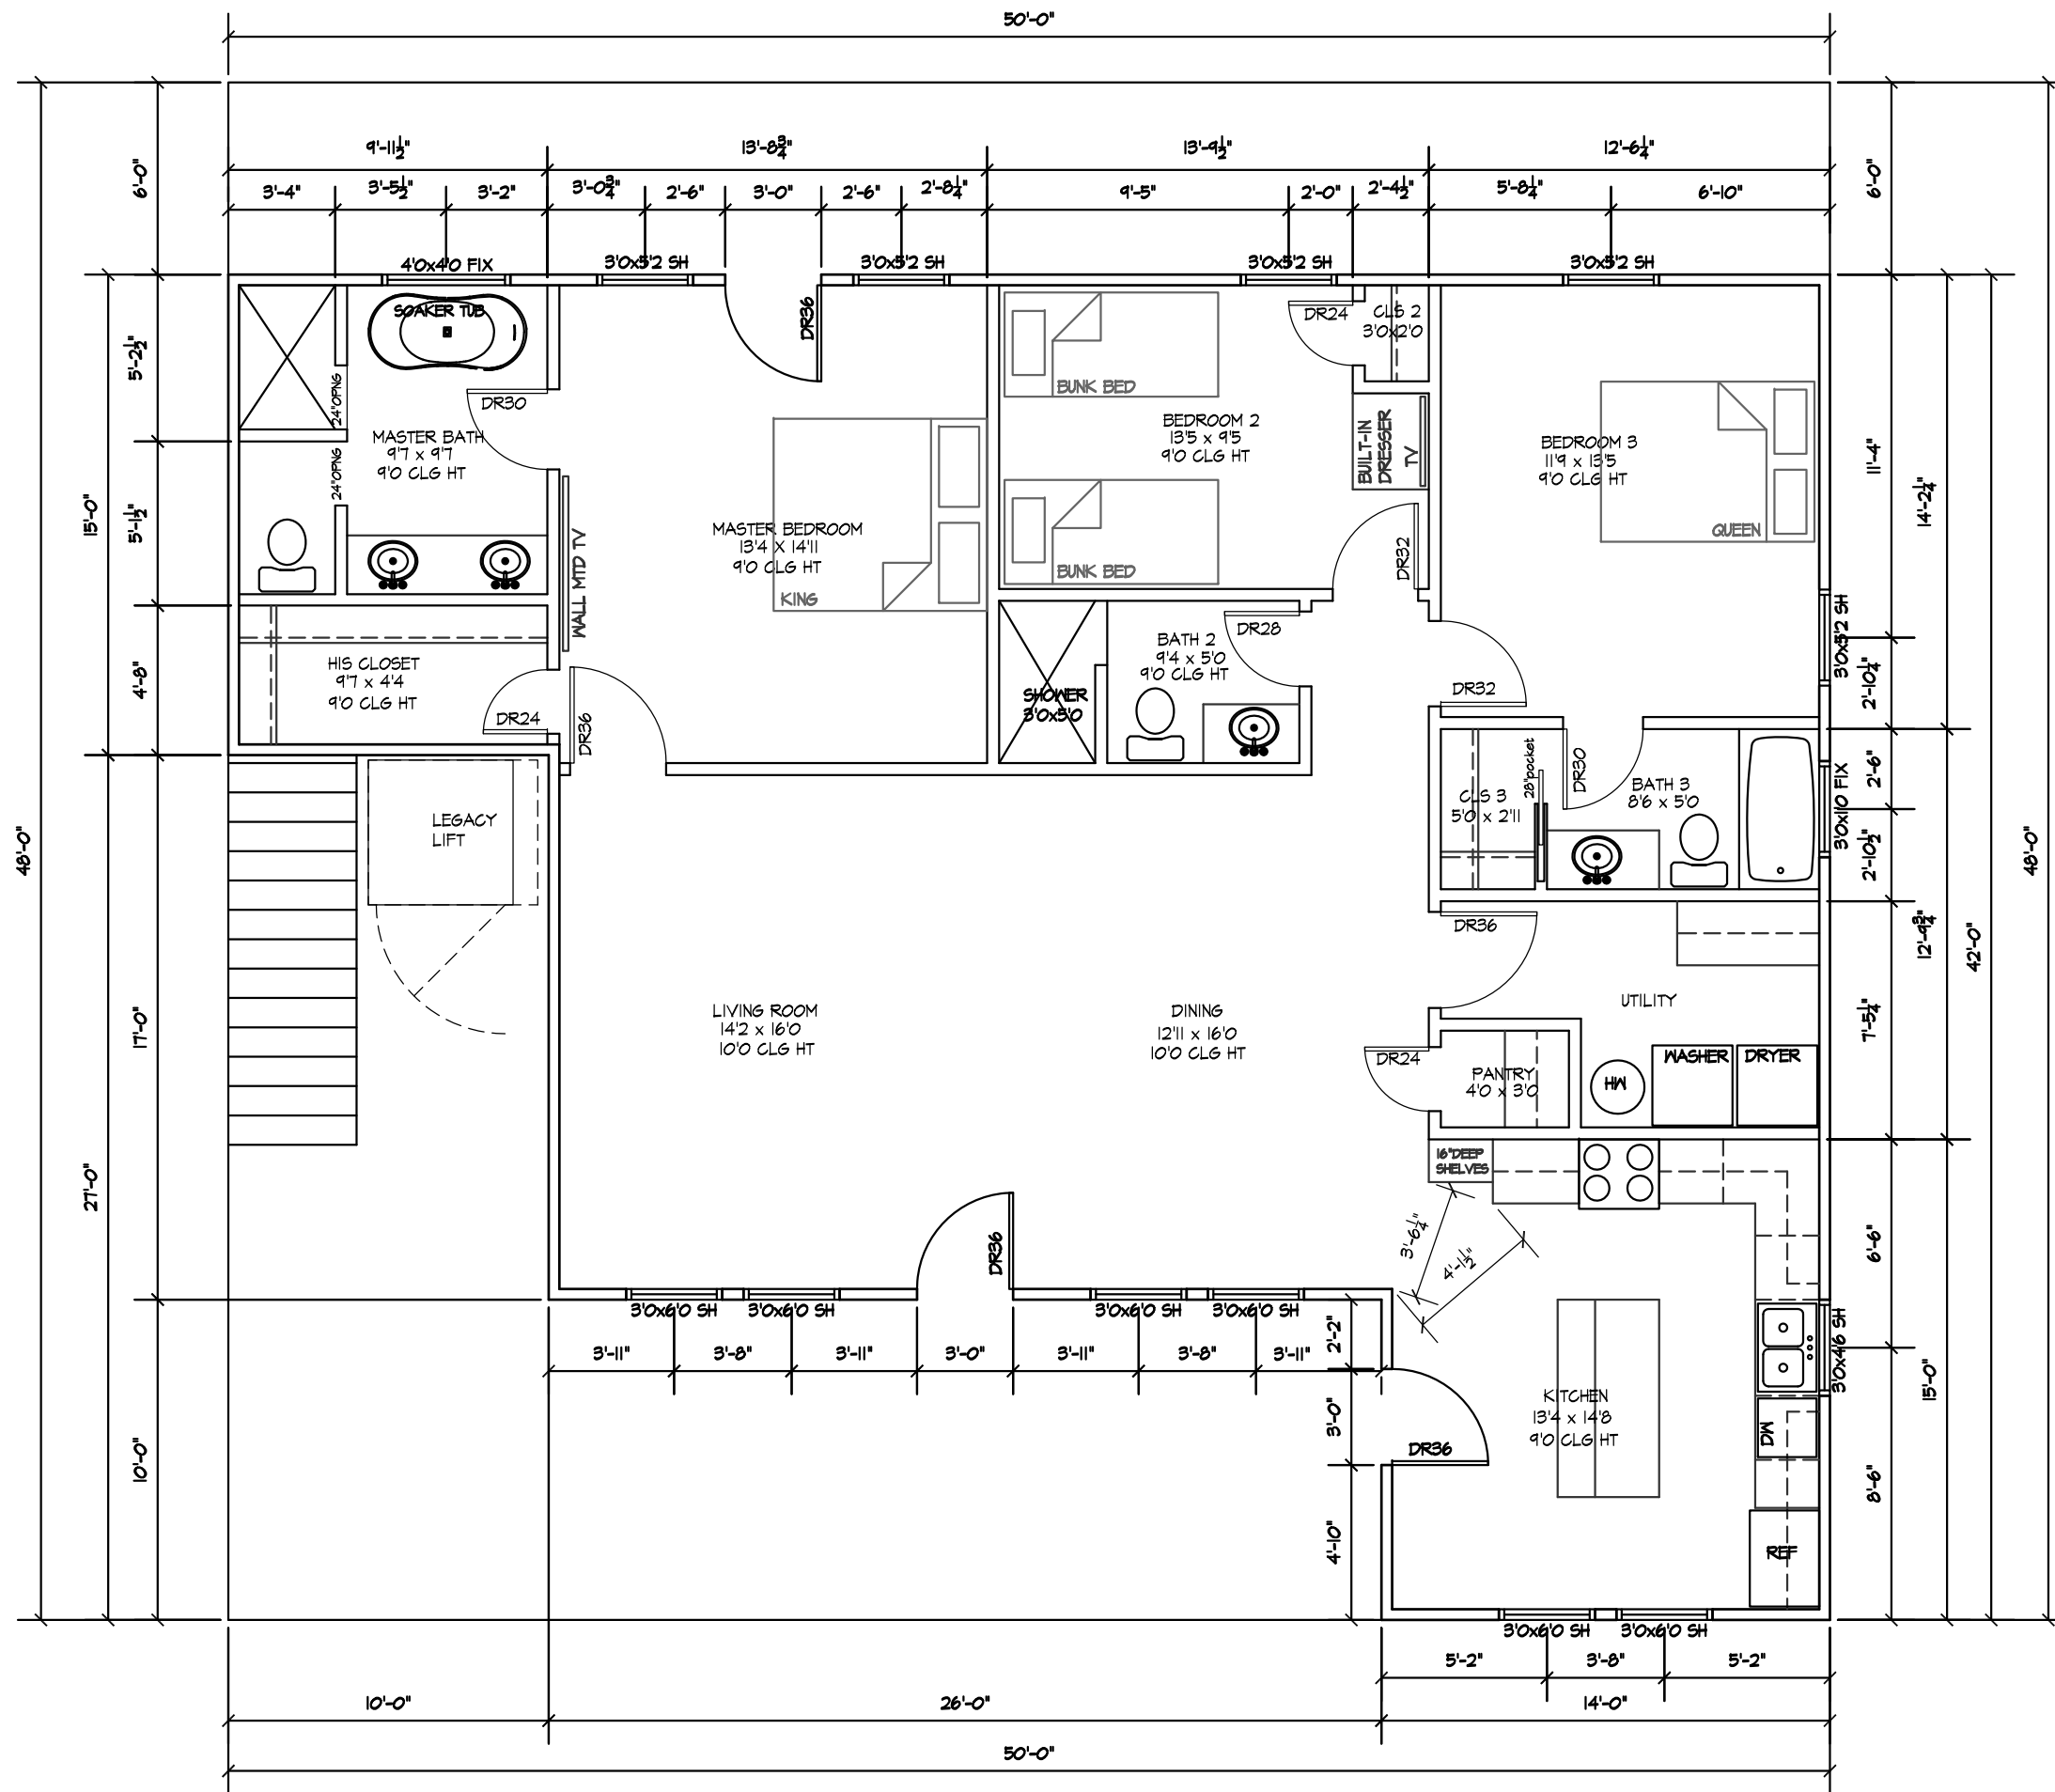 50'-0"
9'-11½"
13'-8¾"
13'-9½"
12'-6¼"
6'-0"
6'-0"
3'-4"
3'-5½"
3'-2"
3'-0¾"
2'-6"
3'-0"
2'-6"
2'-8¼"
9'-5"
2'-0"
2'-4½"
5'-8¼"
6'-10"
4'0x4'0 FIX
3'0x5'2 SH
3'0x5'2 SH
3'0x5'2 SH
3'0x5'2 SH
SOAKER TUB
DR36
DR24
CLS 2
3'0x2'0
5'-2½"
24"OPNG
DR30
BUNK BED
MASTER BATH
9'7 x 9'7
9'0 CLG HT
24"OPNG
BEDROOM 2
13'5 x 9'5
9'0 CLG HT
BUILT-IN
DRESSER
TV
BEDROOM 3
11'9 x 13'5
9'0 CLG HT
QUEEN
11'-4"
14'-2¼"
15'-0"
5'-1½"
MASTER BEDROOM
13'4 X 14'11
9'0 CLG HT
KING
WALL MTD TV
BUNK BED
DR32
DR28
BATH 2
9'4 x 5'0
9'0 CLG HT
3'0x5'2 SH
HIS CLOSET
9'7 x 4'4
9'0 CLG HT
4'-8"
DR24
DR36
SHOWER
3'0x5'0
DR32
2'-10¼"
28"pocket
DR30
BATH 3
8'6 x 5'0
CLS 3
5'0 x 2'11
3'0x1'0 FIX
2'-6"
2'-10½"
LEGACY
LIFT
48'-0"
48'-0"
DR36
12'-9¾"
42'-0"
17'-0"
LIVING ROOM
14'2 x 16'0
10'0 CLG HT
DINING
12'11 x 16'0
10'0 CLG HT
UTILITY
7'-5¼"
DR24
PANTRY
4'0 x 3'0
WH
WASHER
DRYER
27'-0"
16"DEEP
SHELVES
3'-6¼"
4'-1½"
6'-6"
DR36
3'0x6'0 SH
3'0x6'0 SH
3'0x6'0 SH
3'0x6'0 SH
3'-11"
3'-8"
3'-11"
3'-0"
3'-11"
3'-8"
3'-11"
2'-2"
3'0x4'6 SH
15'-0"
KITCHEN
13'4 x 14'8
9'0 CLG HT
3'-0"
DR36
DW
10'-0"
8'-6"
4'-10"
REF
3'0x6'0 SH
3'0x6'0 SH
5'-2"
3'-8"
5'-2"
10'-0"
26'-0"
14'-0"
50'-0"